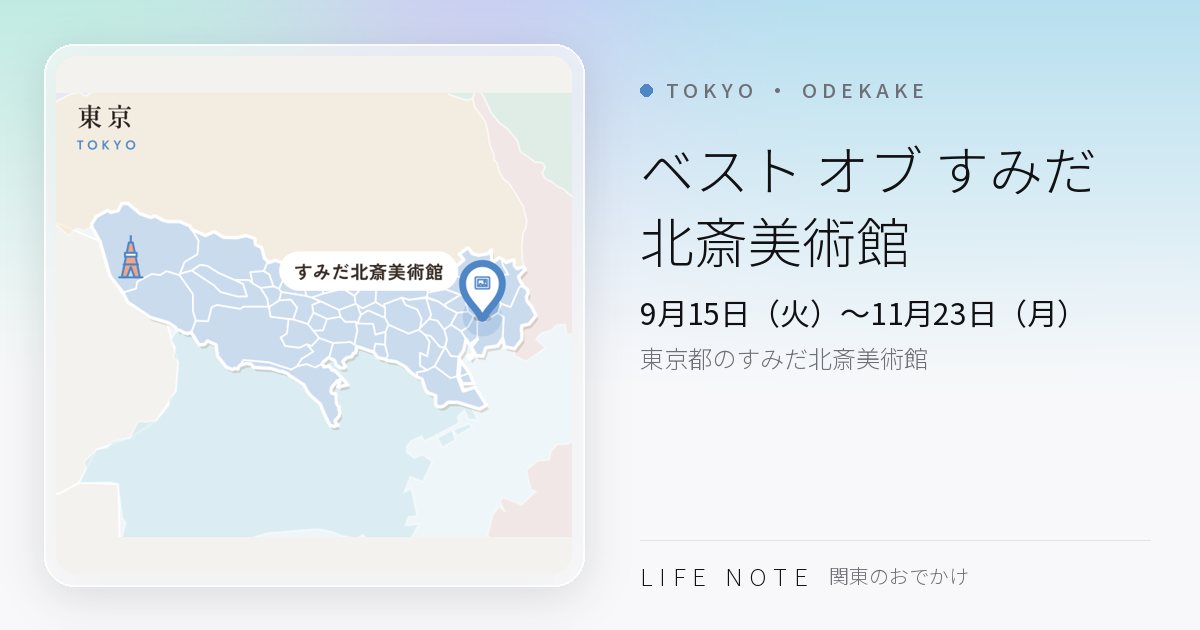 東京
TOKYO
すみだ北斎美術館
TOKYO • ODEKAKE
ベスト オブ すみだ
北斎美術館
9月15日（火）〜11月23日（月）
東京都のすみだ北斎美術館
LIFE NOTE 関東のおでかけ